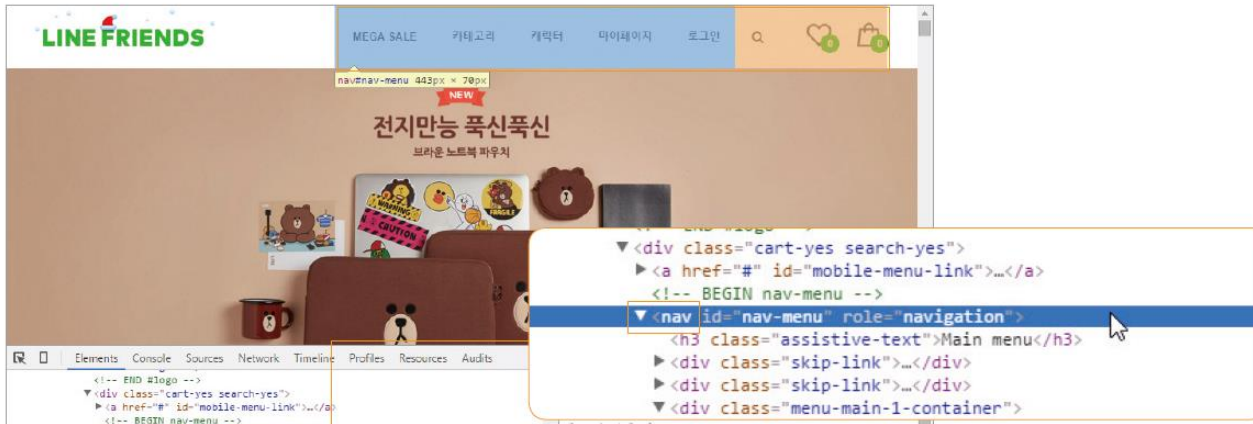 LINE FRIENDS
MEGA SALE 카테고리 캐릭터 마이페이지 로그인
0 0
nav#nav-menu 443px × 70px
NEW
전지만능 푹신푹신
브라운 노트북 파우치
WARNING
CAUTION
FRAGILE
▼<div class="cart-yes search-yes">
▶<a href="#" id="mobile-menu-link">…</a>
<!-- BEGIN nav-menu -->
▼<nav id="nav-menu" role="navigation">
<h3 class="assistive-text">Main menu</h3>
▶<div class="skip-link">…</div>
▶<div class="skip-link">…</div>
▼<div class="menu-main-1-container">
Elements Console Sources Network Timeline Profiles Resources Audits
<!-- END #logo -->
▼<div class="cart-yes search-yes">
▶<a href="#" id="mobile-menu-link">…</a>
<!-- BEGIN nav-menu -->